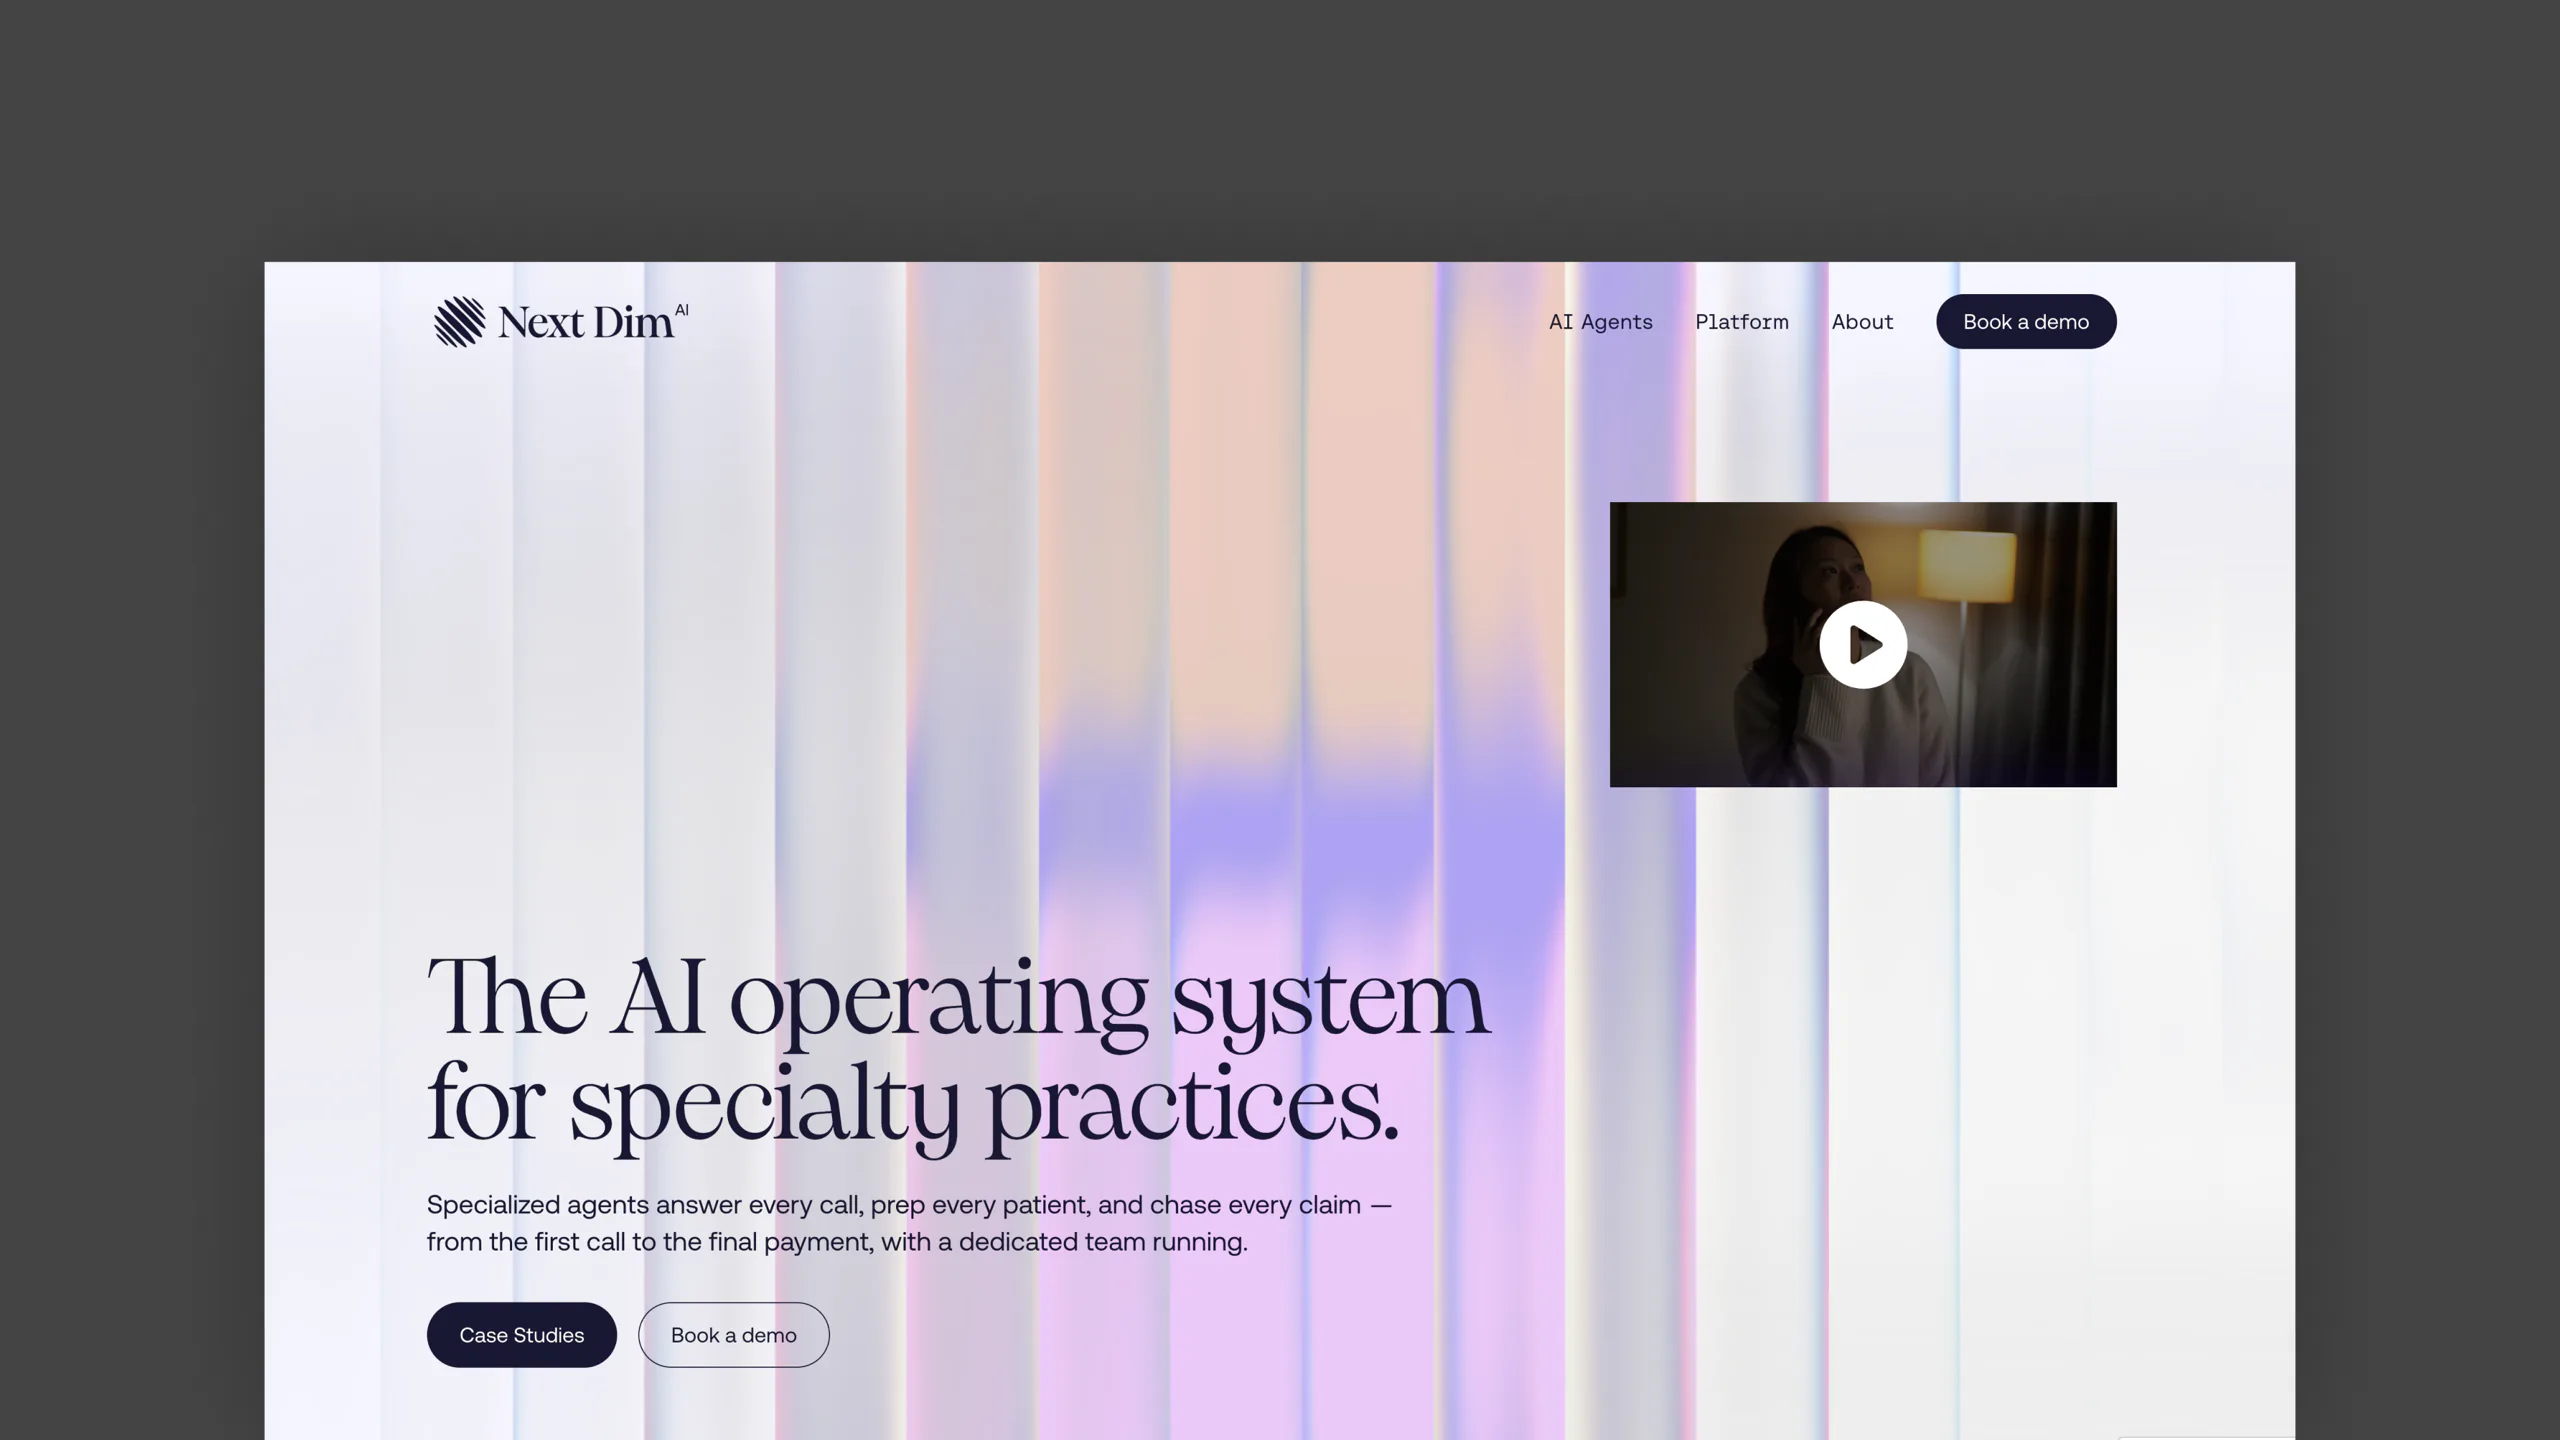 Next Dim AI
AI Agents
Platform
About
Book a demo
The AI operating system
for specialty practices.
Specialized agents answer every call, prep every patient, and chase every claim —
from the first call to the final payment, with a dedicated team running.
Case Studies
Book a demo